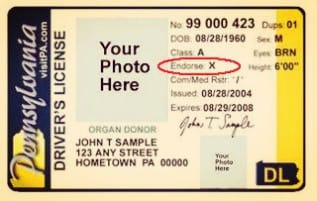 Pennsylvania
visitPA.com
DRIVER'S LICENSE
Your
Photo
Here
ORGAN DONOR
JOHN T SAMPLE
123 ANY STREET
HOMETOWN PA 00000
No 99 000 423 Dups: 01
DOB: 08/28/1960 Sex: M
Class: A Eyes: BRN
Endorse: X Height: 6'00"
Com/Med Rstr: */*
Issued: 08/28/2004
Expires: 08/29/2008
John T Sample
Your
Photo
Here
DL